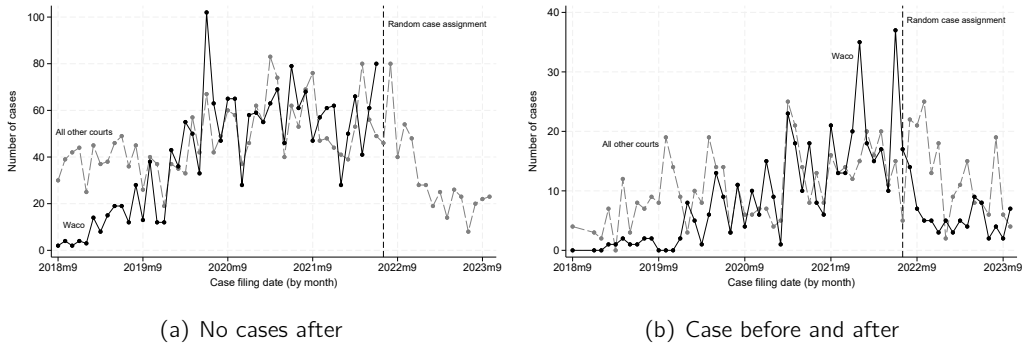 100
80
60
40
20
0
Number of cases
Random case assignment
All other courts
Waco
2018m9 2019m9 2020m9 2021m9 2022m9 2023m9
Case filing date (by month)
(a) No cases after
40
30
20
10
0
Number of cases
Random case assignment
Waco
All other courts
2018m9 2019m9 2020m9 2021m9 2022m9 2023m9
Case filing date (by month)
(b) Case before and after